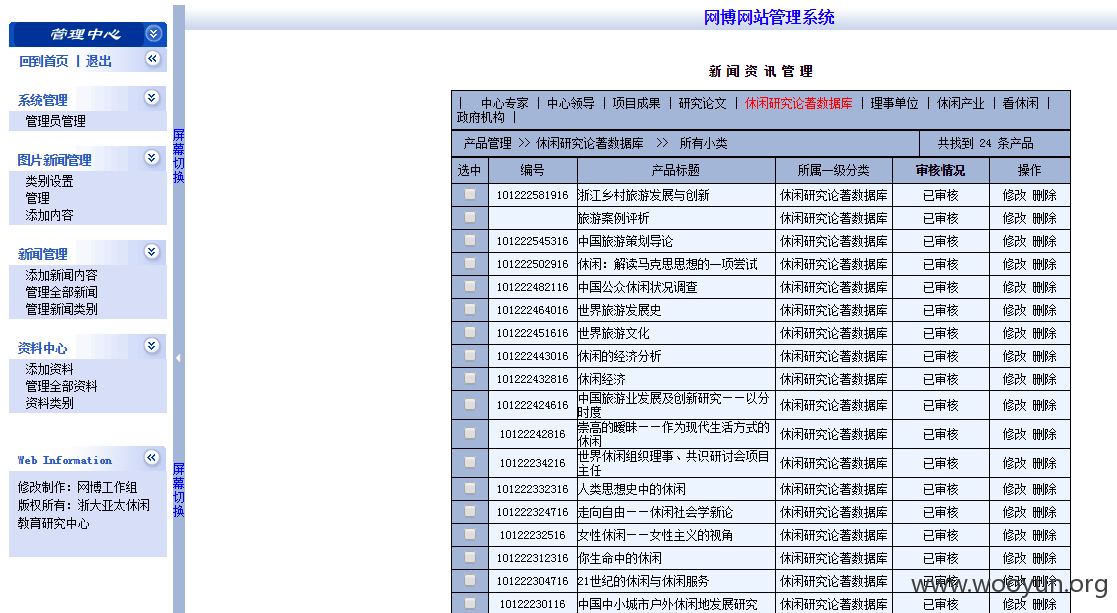 网博网站管理系统
管理中心
回到首页 | 退出
系统管理
管理员管理
图片新闻管理
类别设置
管理
添加内容
新闻管理
添加新闻内容
管理全部新闻
管理新闻类别
资料中心
添加资料
管理全部资料
资料类别
Web Information
修改制作：网博工作组
版权所有：浙大亚太休闲
教育研究中心
屏幕切换
屏幕切换
新闻资讯管理
| 中心专家 | 中心领导 | 项目成果 | 研究论文 | 休闲研究论著数据库 | 理事单位 | 休闲产业 | 看休闲 |
政府机构 |
产品管理 >> 休闲研究论著数据库 >> 所有小类 共找到 24 条产品
选中 编号 产品标题 所属一级分类 审核情况 操作
101222581916 浙江乡村旅游发展与创新 休闲研究论著数据库 已审核 修改 删除
旅游案例评析 休闲研究论著数据库 已审核 修改 删除
101222545316 中国旅游策划导论 休闲研究论著数据库 已审核 修改 删除
101222502916 休闲：解读马克思思想的一项尝试 休闲研究论著数据库 已审核 修改 删除
101222482116 中国公众休闲状况调查 休闲研究论著数据库 已审核 修改 删除
101222464016 世界旅游发展史 休闲研究论著数据库 已审核 修改 删除
101222451616 世界旅游文化 休闲研究论著数据库 已审核 修改 删除
101222443016 休闲的经济分析 休闲研究论著数据库 已审核 修改 删除
101222432816 休闲经济 休闲研究论著数据库 已审核 修改 删除
101222424616 中国旅游业发展及创新研究——以分
时度 休闲研究论著数据库 已审核 修改 删除
10122242816 崇高的暧昧——作为现代生活方式的
休闲 休闲研究论著数据库 已审核 修改 删除
10122234216 世界休闲组织理事、共识研讨会项目
主任 休闲研究论著数据库 已审核 修改 删除
101222332316 人类思想史中的休闲 休闲研究论著数据库 已审核 修改 删除
101222324716 走向自由——休闲社会学新论 休闲研究论著数据库 已审核 修改 删除
10122232516 女性休闲——女性主义的视角 休闲研究论著数据库 已审核 修改 删除
101222312316 你生命中的休闲 休闲研究论著数据库 已审核 修改 删除
101222304716 21世纪的休闲与休闲服务 休闲研究论著数据库 已审核 修改 删除
10122230116 中国中小城市户外休闲地发展研究 休闲研究论著数据库 已审核 修改 删除
www.wooyun.org